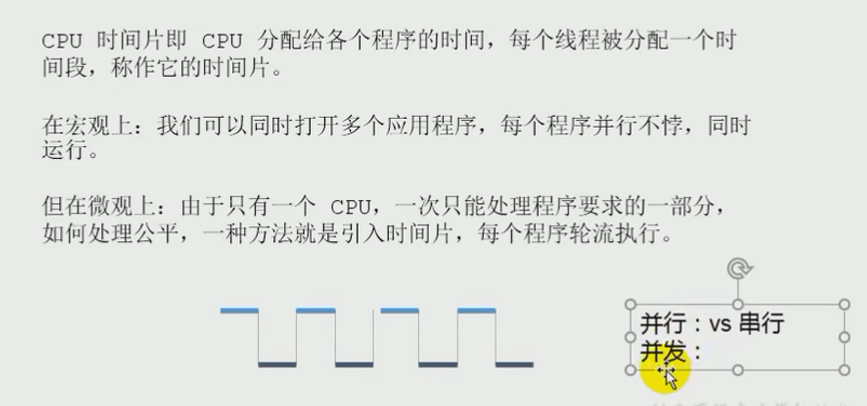 CPU 时间片即 CPU 分配给各个程序的时间，每个线程被分配一个时
间段，称作它的时间片。
在宏观上：我们可以同时打开多个应用程序，每个程序并行不悖，同时
运行。
但在微观上：由于只有一个 CPU，一次只能处理程序要求的一部分，
如何处理公平，一种方法就是引入时间片，每个程序轮流执行。
并行：vs 串行
并发：